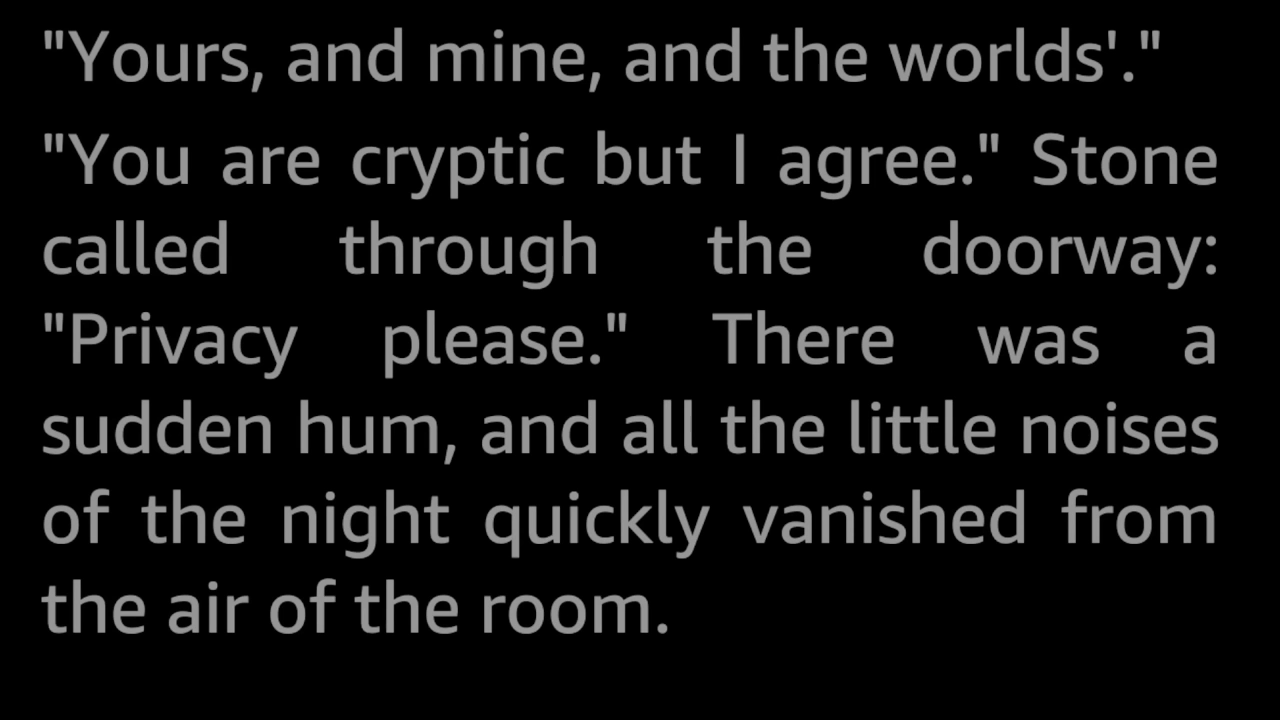 "Yours, and mine, and the worlds'."
"You are cryptic but I agree." Stone
called through the doorway:
"Privacy please." There was a
sudden hum, and all the little noises
of the night quickly vanished from
the air of the room.